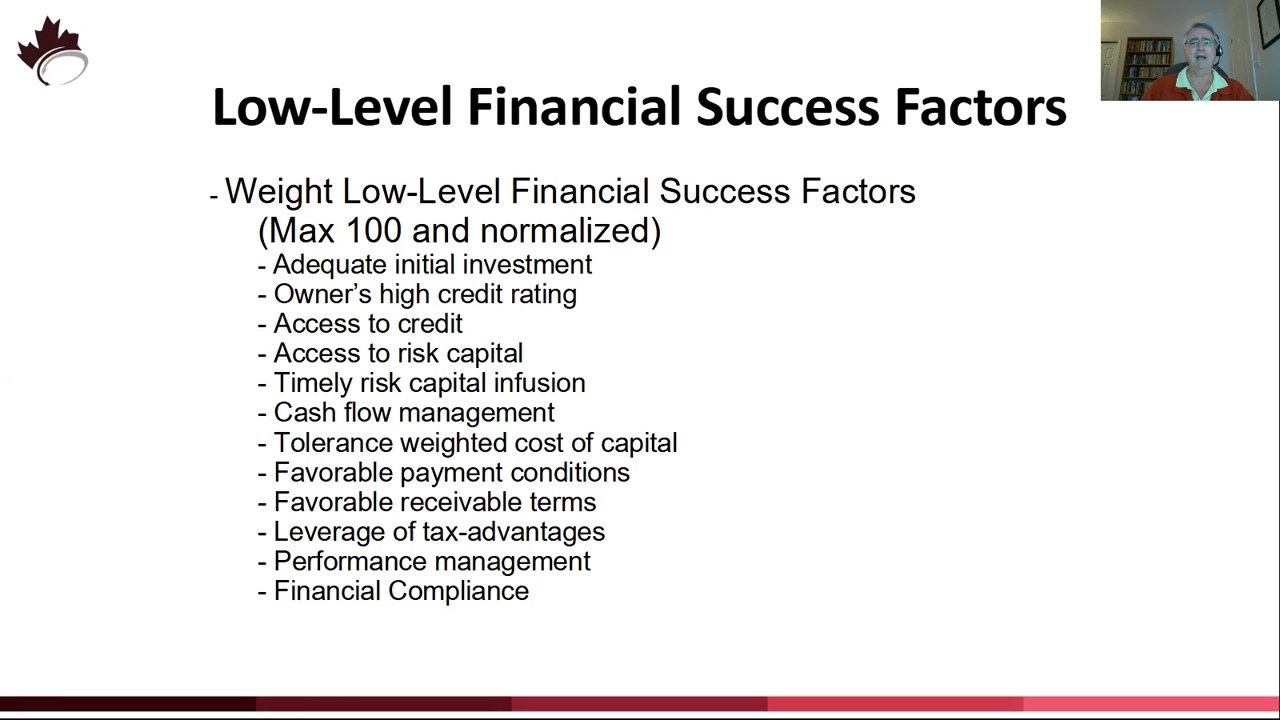 Low-Level Financial Success Factors
- Weight Low-Level Financial Success Factors
(Max 100 and normalized)
- Adequate initial investment
- Owner’s high credit rating
- Access to credit
- Access to risk capital
- Timely risk capital infusion
- Cash flow management
- Tolerance weighted cost of capital
- Favorable payment conditions
- Favorable receivable terms
- Leverage of tax-advantages
- Performance management
- Financial Compliance